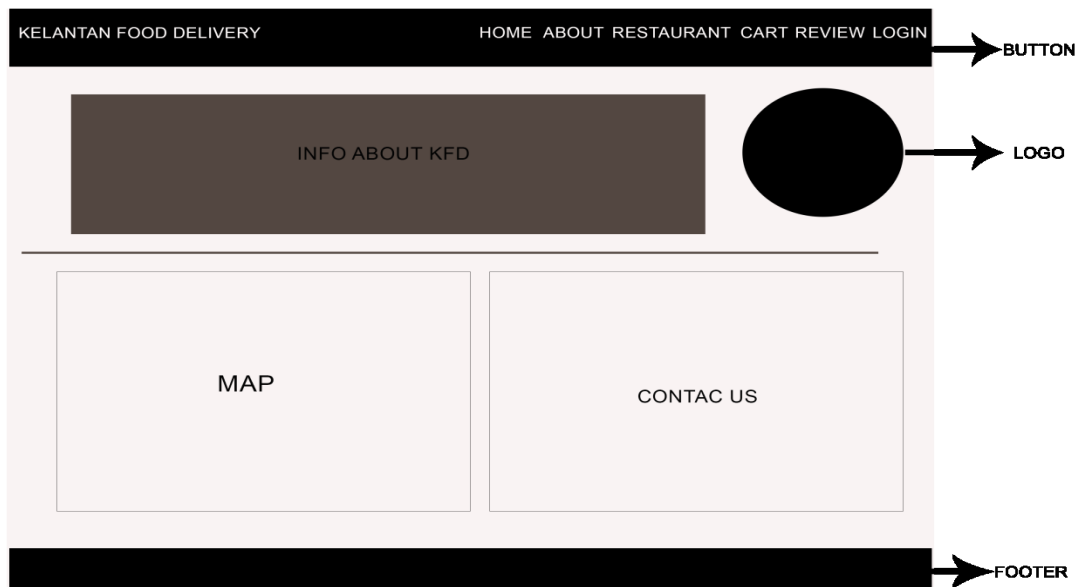 KELANTAN FOOD DELIVERY
HOME ABOUT RESTAURANT CART REVIEW LOGIN
BUTTON
INFO ABOUT KFD
LOGO
MAP
CONTAC US
FOOTER